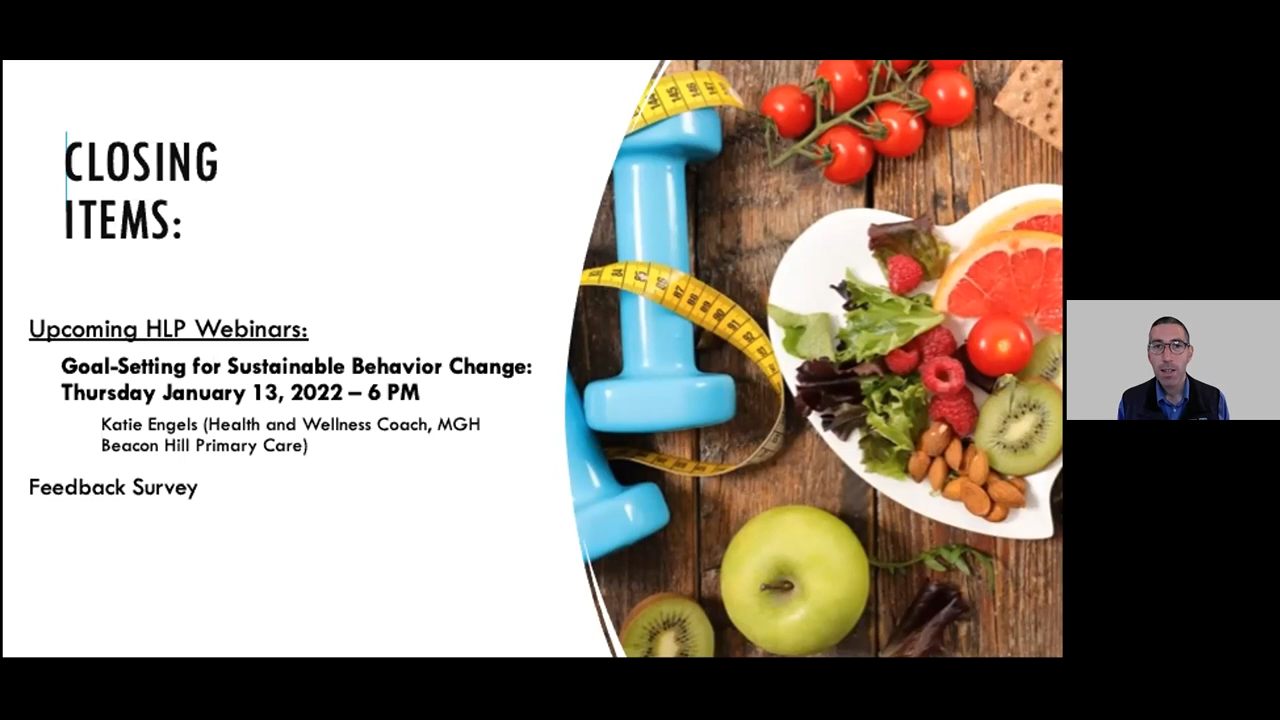 CLOSING
ITEMS:
Upcoming HLP Webinars:
Goal-Setting for Sustainable Behavior Change:
Thursday January 13, 2022 – 6 PM
Katie Engels (Health and Wellness Coach, MGH
Beacon Hill Primary Care)
Feedback Survey